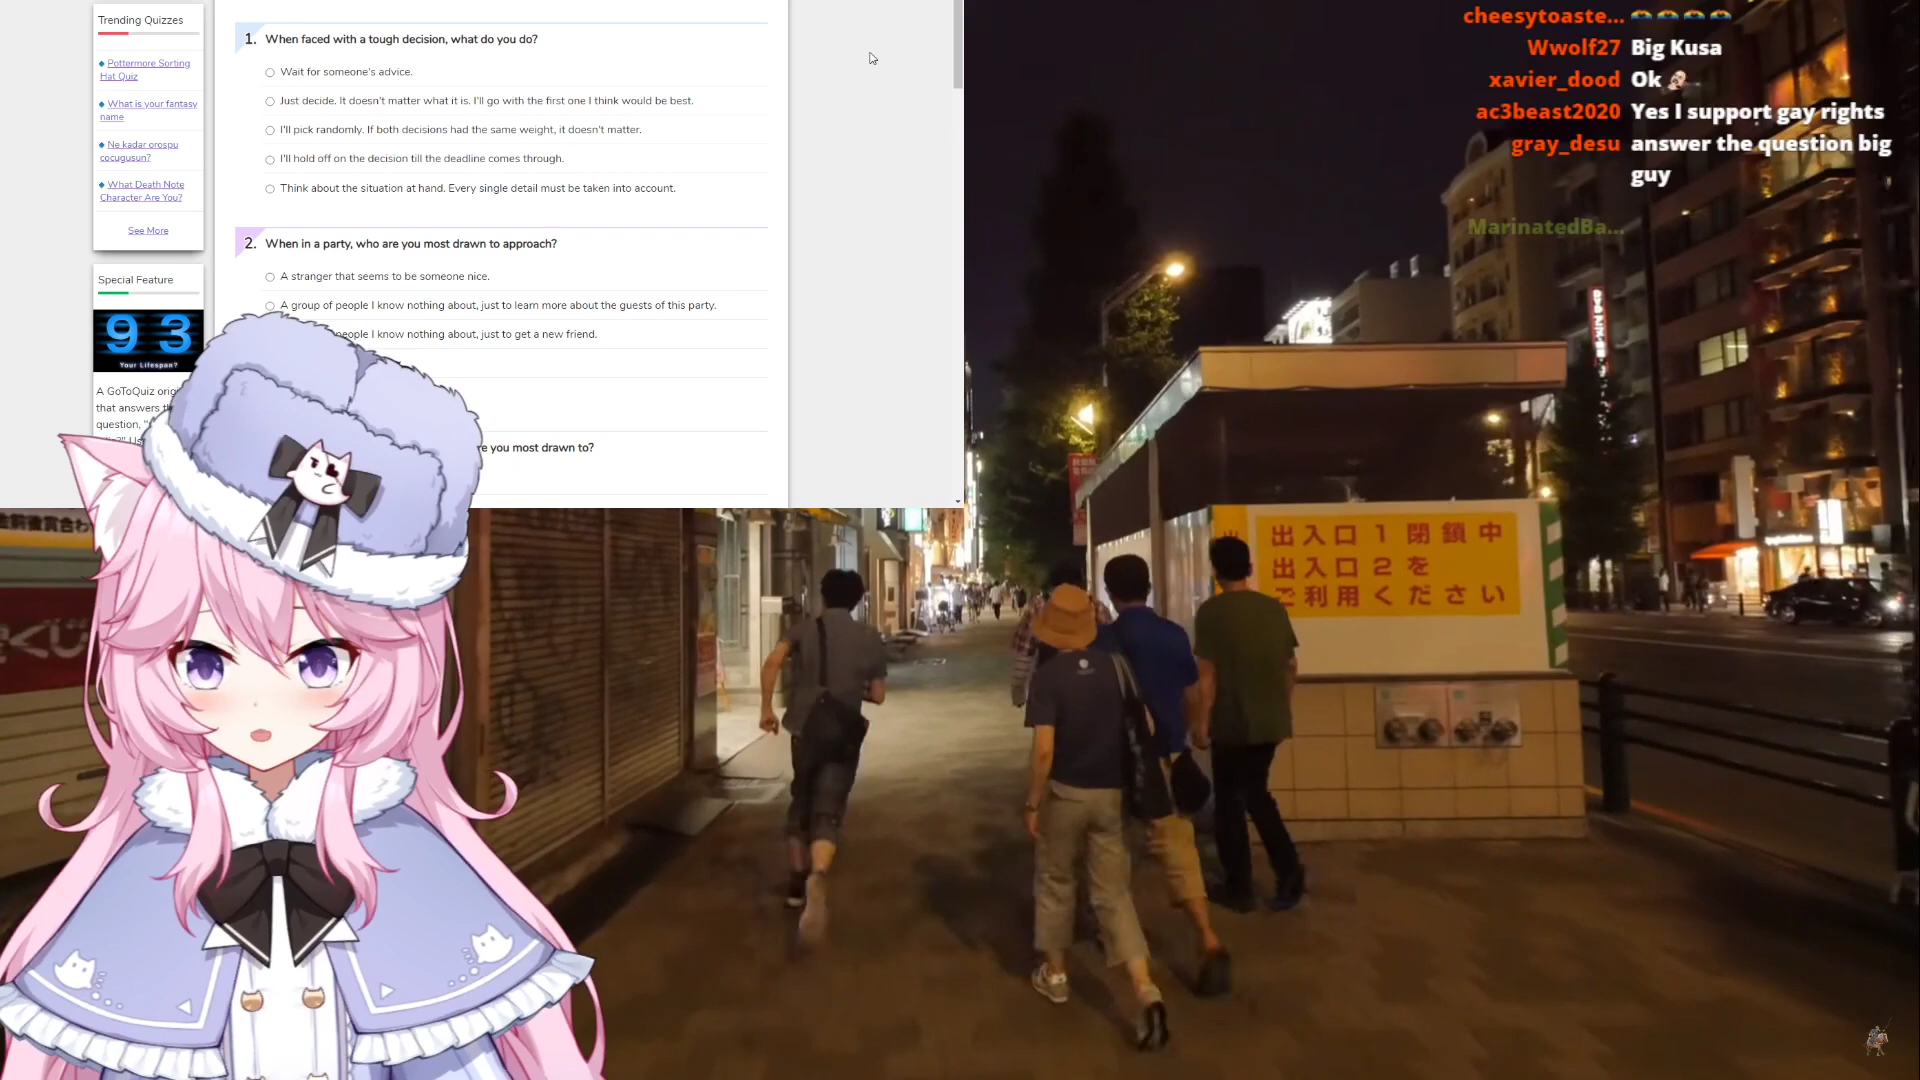 Trending Quizzes
Pottermore Sorting
Hat Quiz
What is your fantasy
name
Ne kadar orospu
cocugusun?
What Death Note
Character Are You?
See More
Special Feature
93
Your Lifespan?
A GoToQuiz
that answers
question,
1. When faced with a tough decision, what do you do?
Wait for someone's advice.
Just decide. It doesn't matter what it is. I'll go with the first one I think would be best.
I'll pick randomly. If both decisions had the same weight, it doesn't matter.
I'll hold off on the decision till the deadline comes through.
Think about the situation at hand. Every single detail must be taken into account.
2. When in a party, who are you most drawn to approach?
A stranger that seems to be someone nice.
A group of people I know nothing about, just to learn more about the guests of this party.
people I know nothing about, just to get a new friend.
you most drawn to?
cheesytoaste...
Wwolf27 Big Kusa
xavier_dood Ok
ac3beast2020 Yes I support gay rights
gray_desu answer the question big
guy
MarinatedBa...
出入口1閉鎖中
出入口2を
ご利用ください